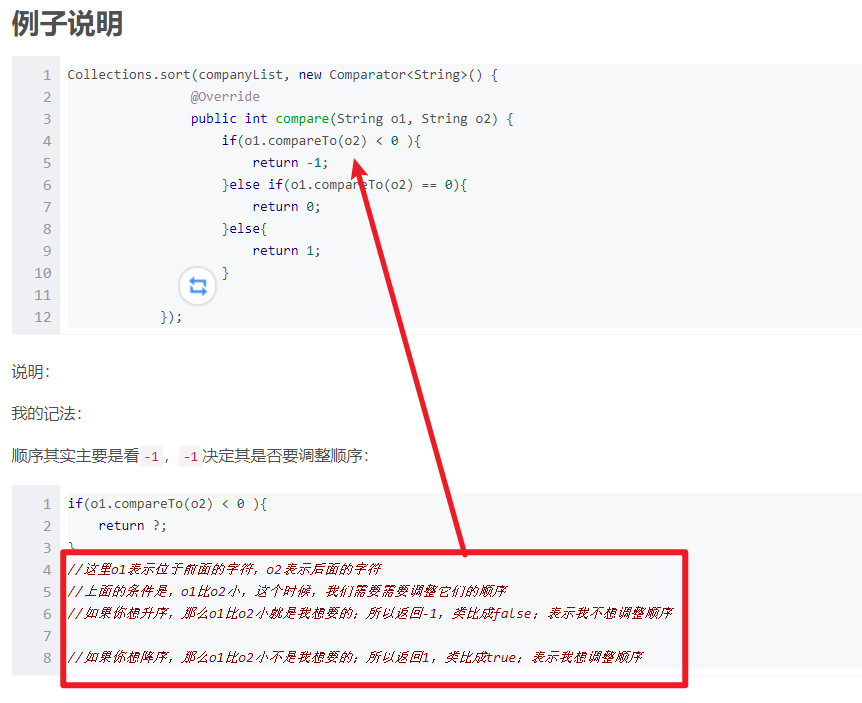 例子说明
1 Collections.sort(companyList, new Comparator<String>() {
2 @Override
3 public int compare(String o1, String o2) {
4 if(o1.compareTo(o2) < 0 ){
5 return -1;
6 }else if(o1.compareTo(o2) == 0){
7 return 0;
8 }else{
9 return 1;
10 }
11
12 });
说明：
我的记法：
顺序其实主要是看 -1 ， -1 决定其是否要调整顺序：
1 if(o1.compareTo(o2) < 0 ){
2 return ?;
3 }
4 //这里o1表示位于前面的字符，o2表示后面的字符
5 //上面的条件是，o1比o2小，这个时候，我们需要需要调整它们的顺序
6 //如果你想升序，那么o1比o2小就是我想要的；所以返回-1，类比成false；表示我不想调整顺序
7
8 //如果你想降序，那么o1比o2小不是我想要的；所以返回1，类比成true；表示我想调整顺序